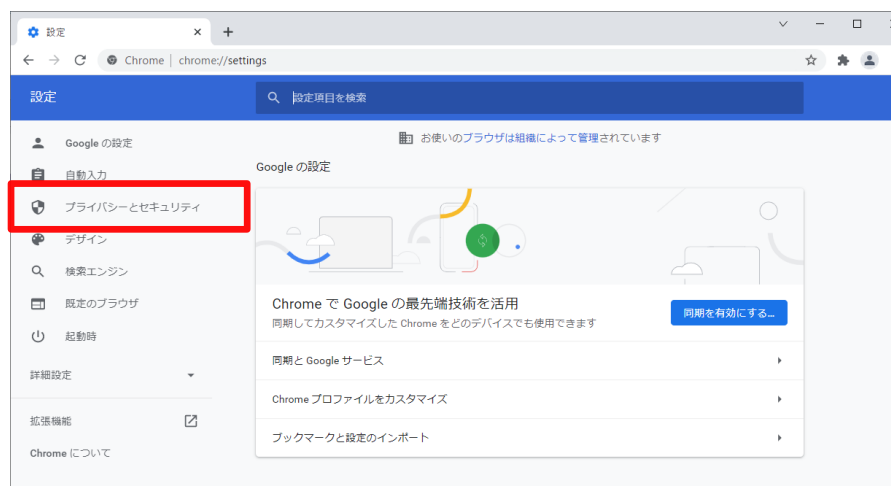 設定
Chrome | chrome://settings
設定
設定項目を検索
お使いのブラウザは組織によって管理されています
Google の設定
自動入力
プライバシーとセキュリティ
デザイン
検索エンジン
既定のブラウザ
起動時
詳細設定
拡張機能
Chrome について
Google の設定
Chrome で Google の最先端技術を活用
同期してカスタマイズした Chrome をどのデバイスでも使用できます
同期を有効にする...
同期と Google サービス
Chrome プロファイルをカスタマイズ
ブックマークと設定のインポート